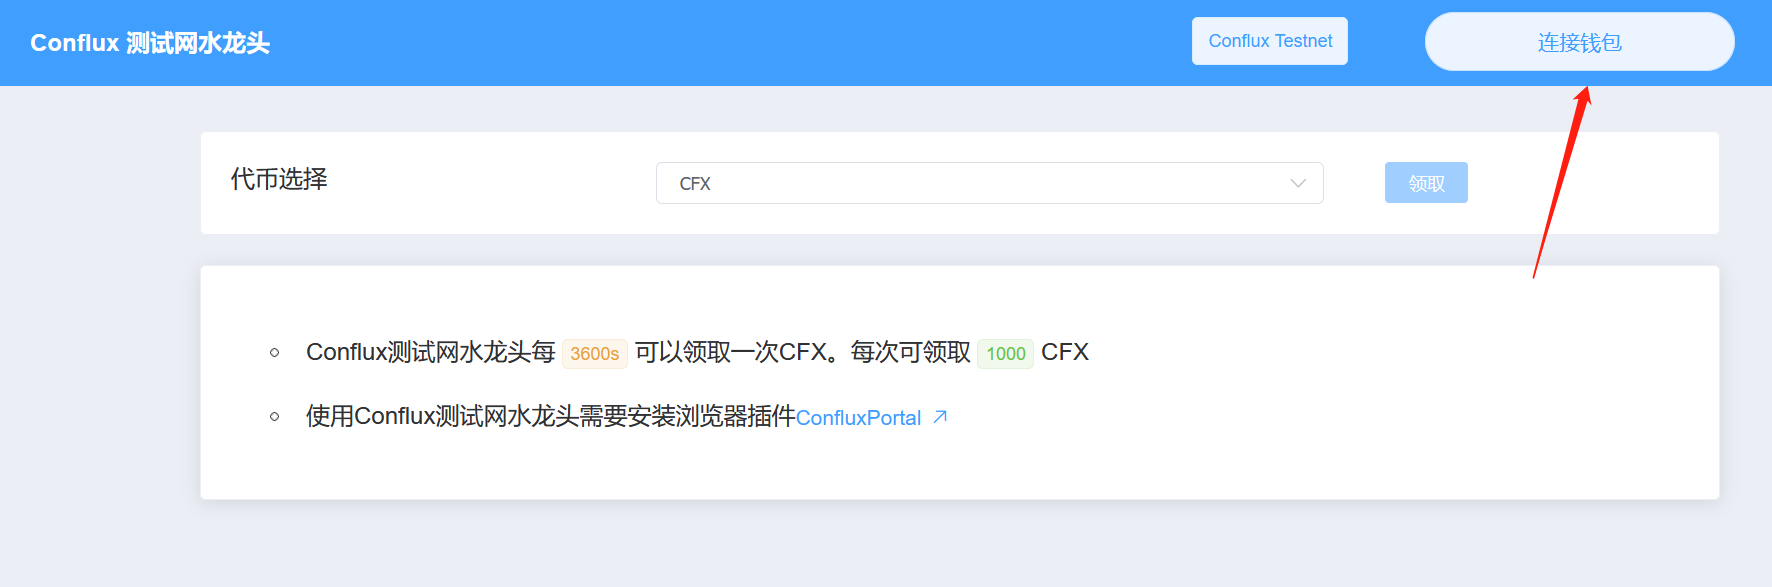 Conflux 测试网水龙头
Conflux Testnet
连接钱包
代币选择
CFX
领取
Conflux测试网水龙头每 3600s 可以领取一次CFX。每次可领取 1000 CFX
使用Conflux测试网水龙头需要安装浏览器插件ConfluxPortal